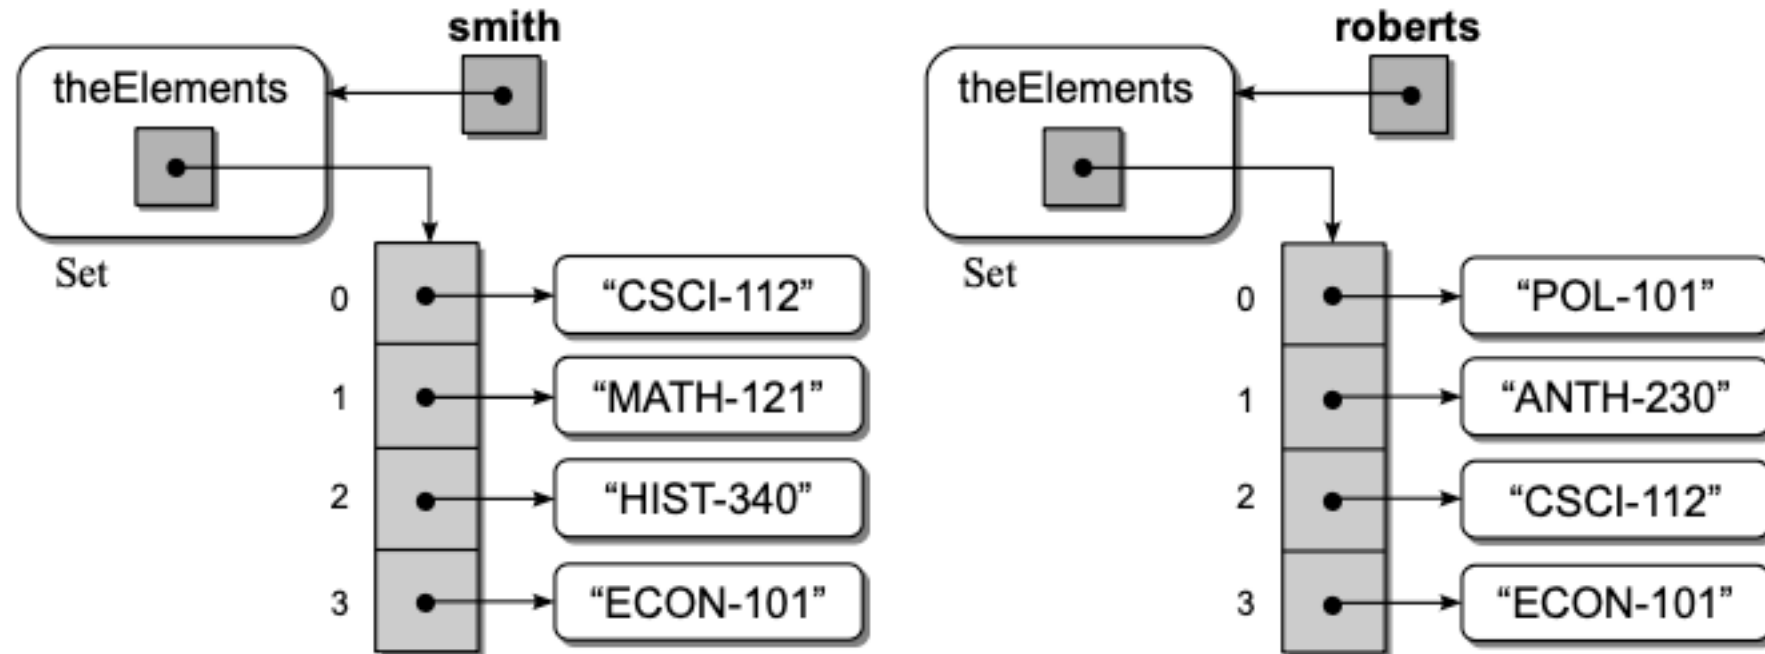 smith
theElements
Set
0
“CSCI-112”
1
“MATH-121”
2
“HIST-340”
3
“ECON-101”
roberts
theElements
Set
0
“POL-101”
1
“ANTH-230”
2
“CSCI-112”
3
“ECON-101”